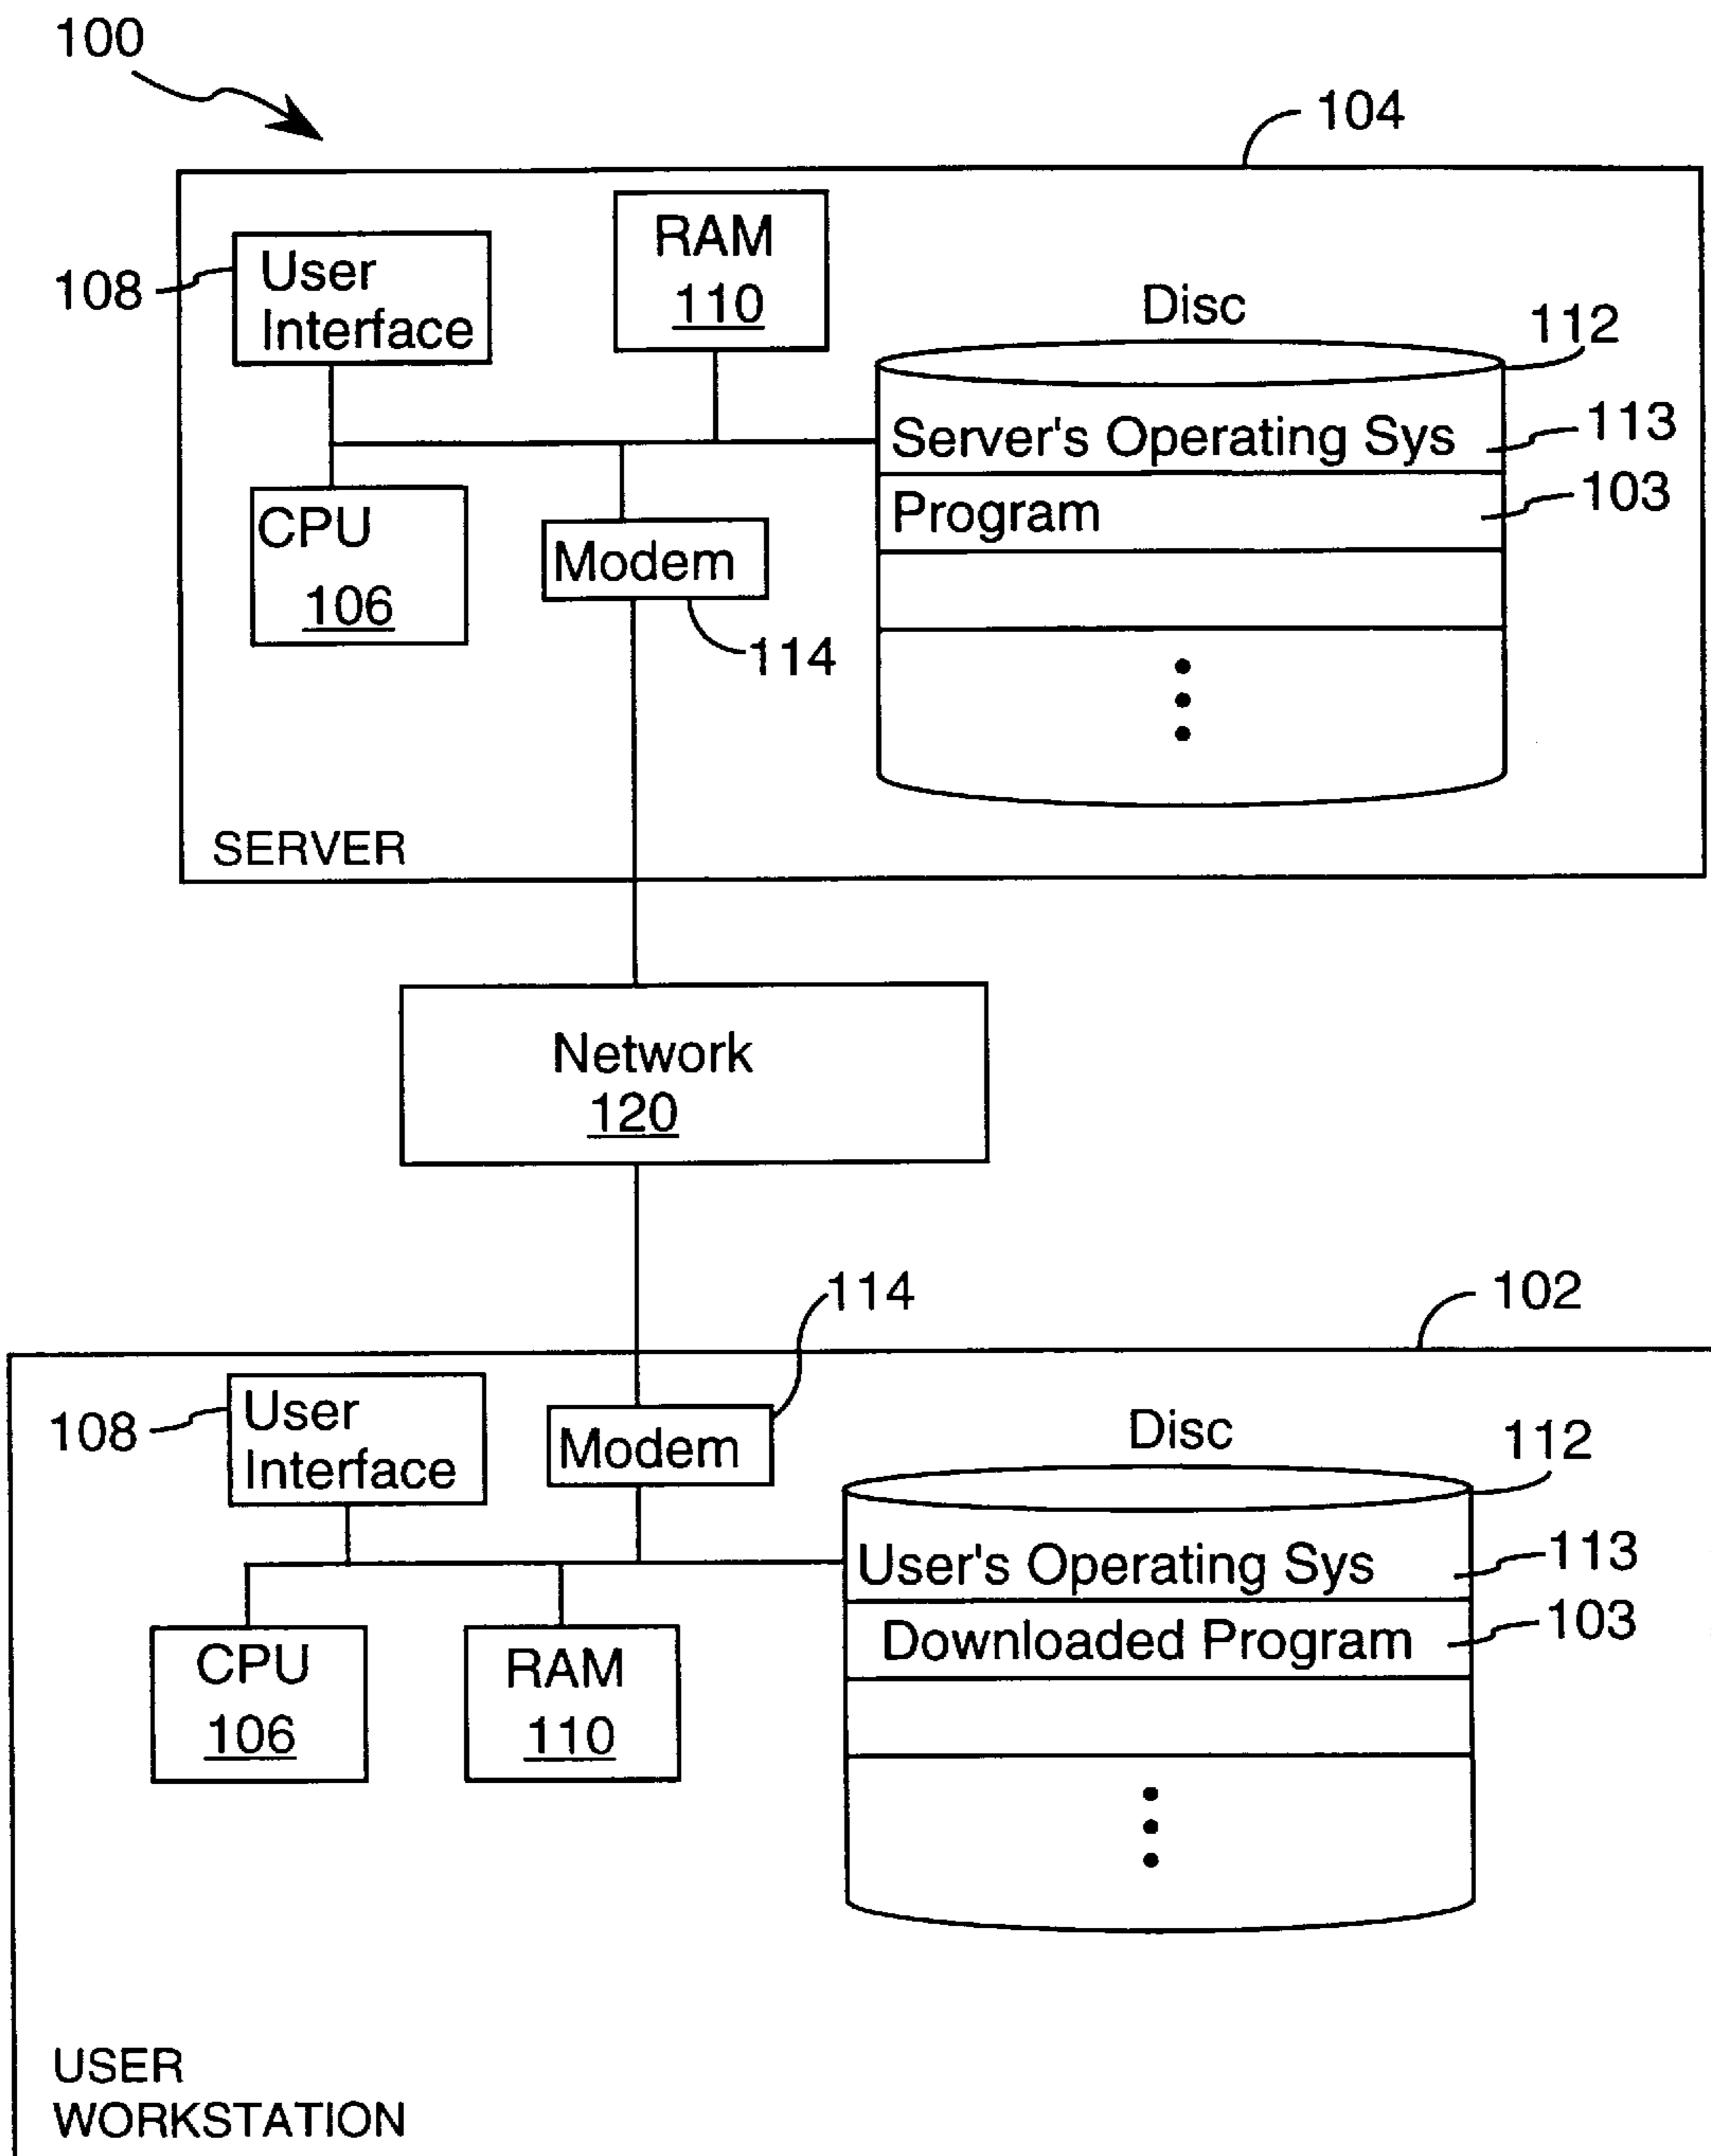 100
104
User
Interface
108
RAM
110
Disc
112
Server's Operating Sys
113
Program
103
CPU
106
Modem
114
SERVER
Network
120
114
102
User
Interface
108
Modem
Disc
112
User's Operating Sys
113
Downloaded Program
103
CPU
106
RAM
110
USER
WORKSTATION